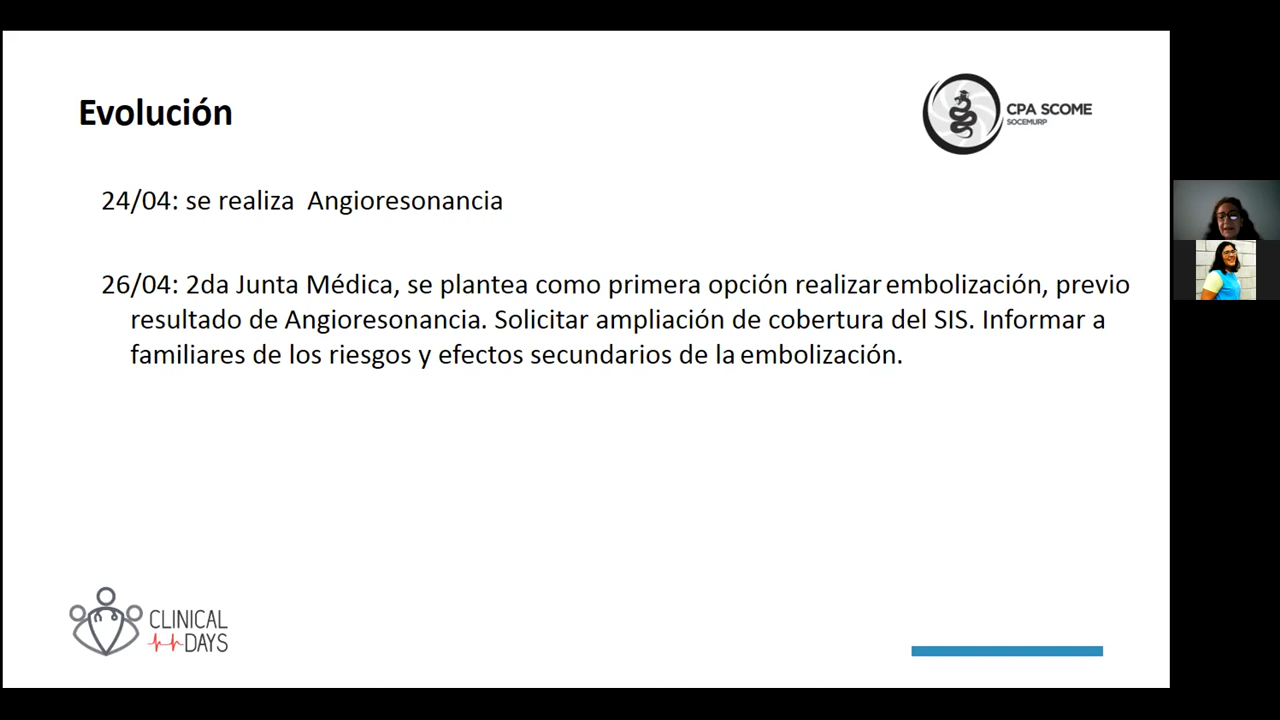 Evolución
CPA SCOME
SOCEMURP
24/04: se realiza Angioresonancia
26/04: 2da Junta Médica, se plantea como primera opción realizar embolización, previo
resultado de Angioresonancia. Solicitar ampliación de cobertura del SIS. Informar a
familiares de los riesgos y efectos secundarios de la embolización.
CLINICAL
DAYS